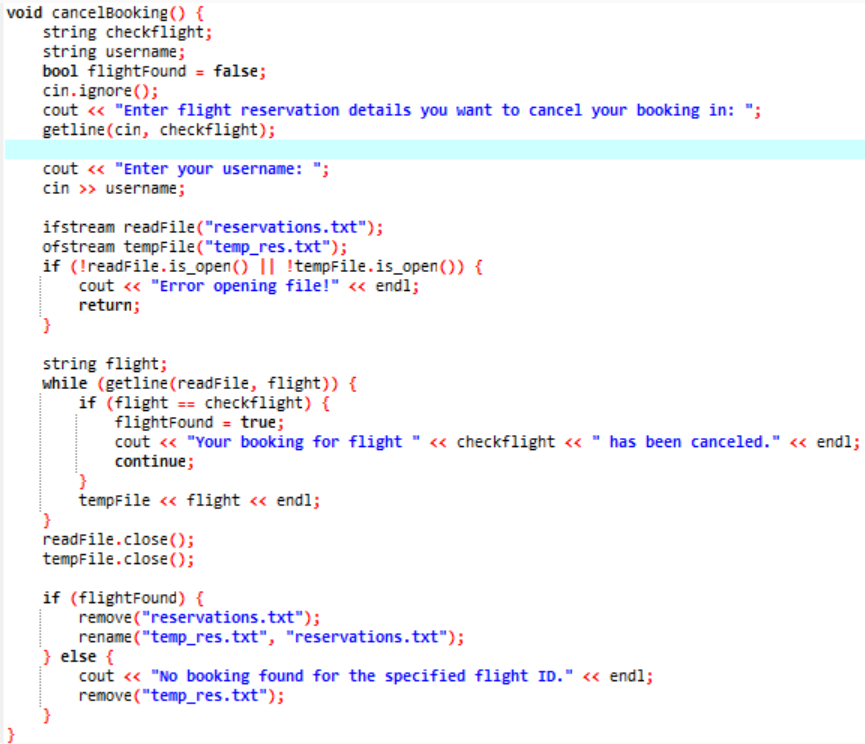 void cancelBooking() {
    string checkflight;
    string username;
    bool flightFound = false;
    cin.ignore();
    cout << "Enter flight reservation details you want to cancel your booking in: ";
    getline(cin, checkflight);

    cout << "Enter your username: ";
    cin >> username;

    ifstream readFile("reservations.txt");
    ofstream tempFile("temp_res.txt");
    if (!readFile.is_open() || !tempFile.is_open()) {
        cout << "Error opening file!" << endl;
        return;
    }

    string flight;
    while (getline(readFile, flight)) {
        if (flight == checkflight) {
            flightFound = true;
            cout << "Your booking for flight " << checkflight << " has been canceled." << endl;
            continue;
        }
        tempFile << flight << endl;
    }
    readFile.close();
    tempFile.close();

    if (flightFound) {
        remove("reservations.txt");
        rename("temp_res.txt", "reservations.txt");
    } else {
        cout << "No booking found for the specified flight ID." << endl;
        remove("temp_res.txt");
    }
}